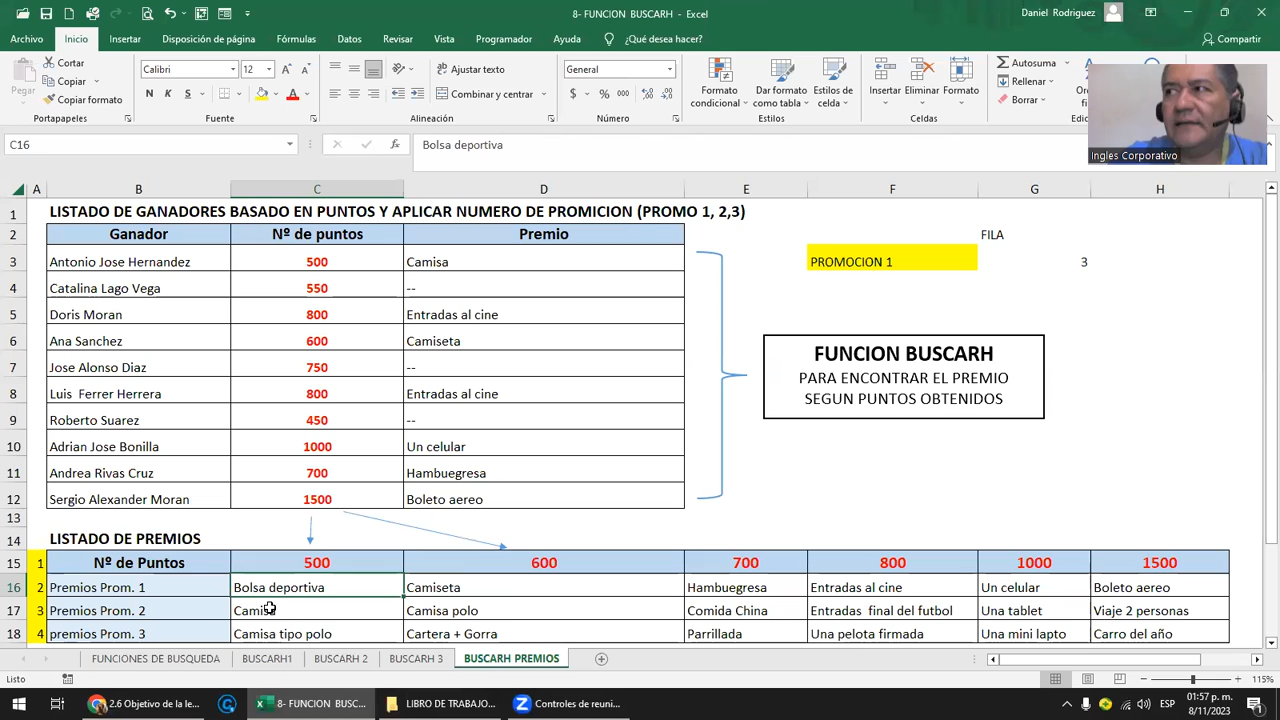 8- FUNCION BUSCARH - Excel
Daniel Rodriguez
Archivo Inicio Insertar Disposición de página Fórmulas Datos Revisar Vista Programador Ayuda ¿Qué desea hacer? Compartir
Pegar
Cortar
Copiar
Copiar formato
Portapapeles
Calibri 12
N K S
Fuente
Ajustar texto
Combinar y centrar
Alineación
General
$ % 000
Número
Formato condicional
Dar formato como tabla
Estilos de celda
Estilos
Insertar Eliminar Formato
Celdas
Autosuma
Rellenar
Borrar
Ingles Corporativo
C16 fx Bolsa deportiva
A B C D E F G H
1 LISTADO DE GANADORES BASADO EN PUNTOS Y APLICAR NUMERO DE PROMICION (PROMO 1, 2,3)
2 Ganador Nº de puntos Premio FILA
3 Antonio Jose Hernandez 500 Camisa PROMOCION 1 3
4 Catalina Lago Vega 550 --
5 Doris Moran 800 Entradas al cine
6 Ana Sanchez 600 Camiseta
7 Jose Alonso Diaz 750 --
8 Luis Ferrer Herrera 800 Entradas al cine
9 Roberto Suarez 450 --
10 Adrian Jose Bonilla 1000 Un celular
11 Andrea Rivas Cruz 700 Hambuegresa
12 Sergio Alexander Moran 1500 Boleto aereo
FUNCION BUSCARH
PARA ENCONTRAR EL PREMIO
SEGUN PUNTOS OBTENIDOS
13
14 LISTADO DE PREMIOS
15 1 Nº de Puntos 500 600 700 800 1000 1500
16 2 Premios Prom. 1 Bolsa deportiva Camiseta Hambuegresa Entradas al cine Un celular Boleto aereo
17 3 Premios Prom. 2 Camisa Camisa polo Comida China Entradas final del futbol Una tablet Viaje 2 personas
18 4 premios Prom. 3 Camisa tipo polo Cartera + Gorra Parrillada Una pelota firmada Una mini lapto Carro del año
FUNCIONES DE BUSQUEDA BUSCARH1 BUSCARH 2 BUSCARH 3 BUSCARH PREMIOS
Listo 115%
2.6 Objetivo de la le... 8- FUNCION BUSC... LIBRO DE TRABAJO... Controles de reuni... ESP 01:57 p. m.
8/11/2023